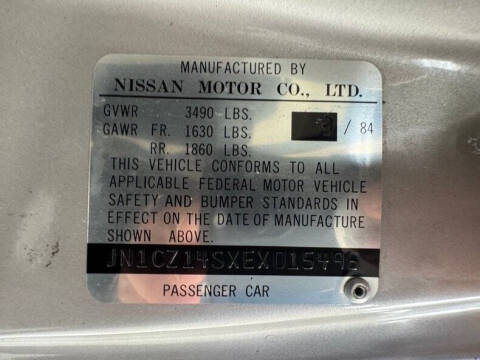 MANUFACTURED BY
NISSAN MOTOR CO., LTD.
GVWR 3490 LBS.
GAWR FR. 1630 LBS. 3 / 84
RR. 1860 LBS.
THIS VEHICLE CONFORMS TO ALL
APPLICABLE FEDERAL MOTOR VEHICLE
SAFETY AND BUMPER STANDARDS IN
EFFECT ON THE DATE OF MANUFACTURE
SHOWN ABOVE.
JN1CZ14SXEX015498
PASSENGER CAR